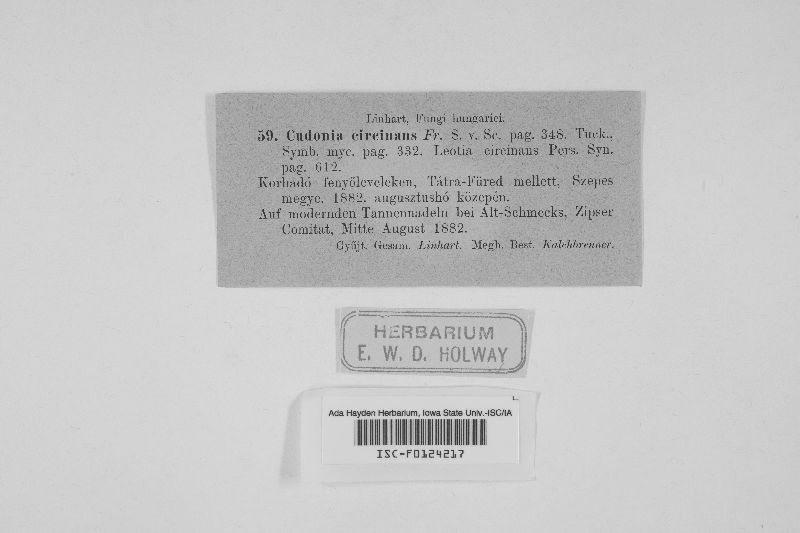 Linhart, Fungi hungarici.
59. Cudonia circinans Fr. S. v. Sc. pag. 348. Tuck.,
Symb. myc. pag. 332. Leotia circinans Pers. Syn.
pag. 612.
Korhadó fenyőleveleken, Tátra-Füred mellett, Szepes
megye, 1882. augusztushó közepén.
Auf modernden Tannennadeln bei Alt-Schmecks, Zipser
Comitat, Mitte August 1882.
Gyűjt. Gesam. Linhart. Megh. Best. Kalchbrenner.
HERBARIUM
E. W. D. HOLWAY
L.
Ada Hayden Herbarium, Iowa State Univ.-ISC/IA
ISC-F0124217